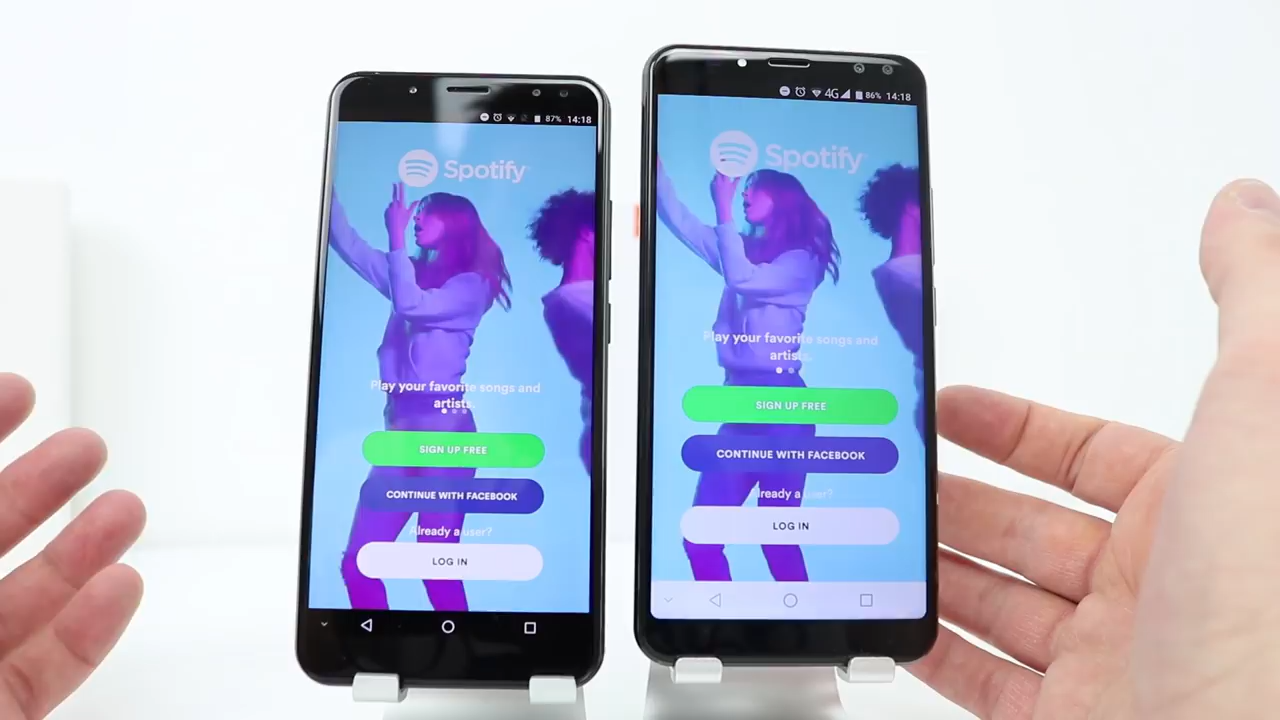 87% 14:18
Spotify
Play your favorite songs and
artists.
SIGN UP FREE
CONTINUE WITH FACEBOOK
Already a user?
LOG IN
4G 86% 14:18
Spotify
Play your favorite songs and
artists.
SIGN UP FREE
CONTINUE WITH FACEBOOK
Already a user?
LOG IN